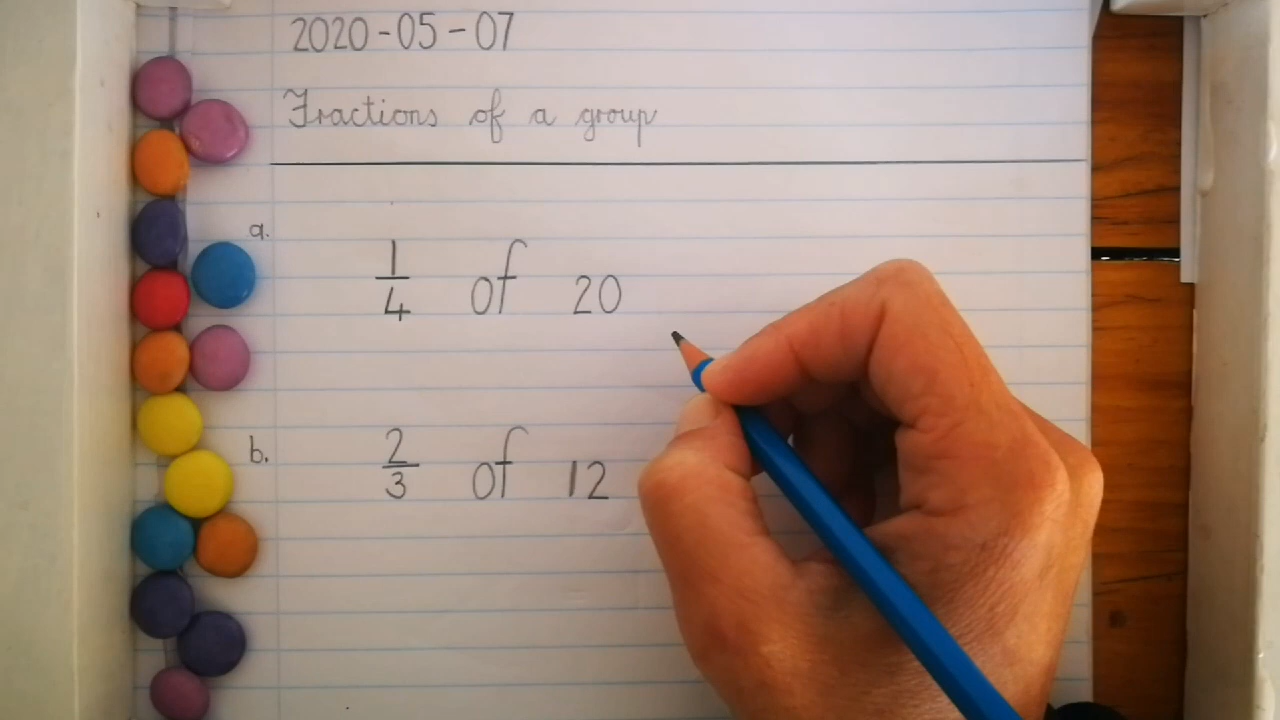 2020-05-07
Fractions of a group
a. 1/4 of 20
b. 2/3 of 12